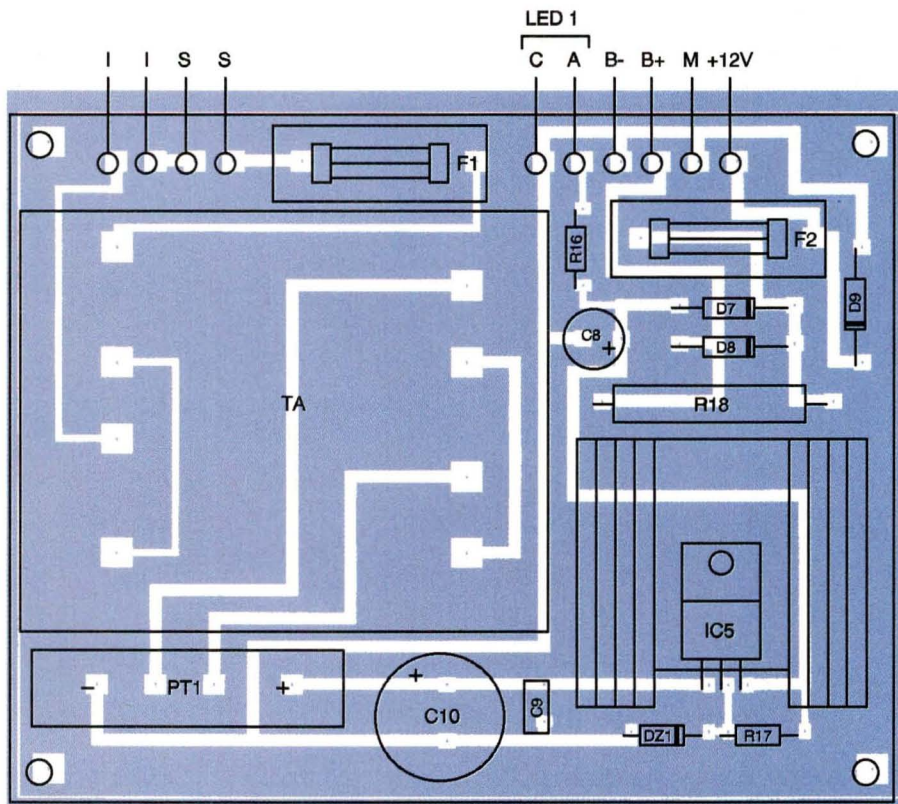 LED 1
I I S S C A B- B+ M +12V
F1
R16
F2
D9
D7
C8
+
D8
TA
R18
IC5
- PT1 +
+
C10
C9
DZ1
R17